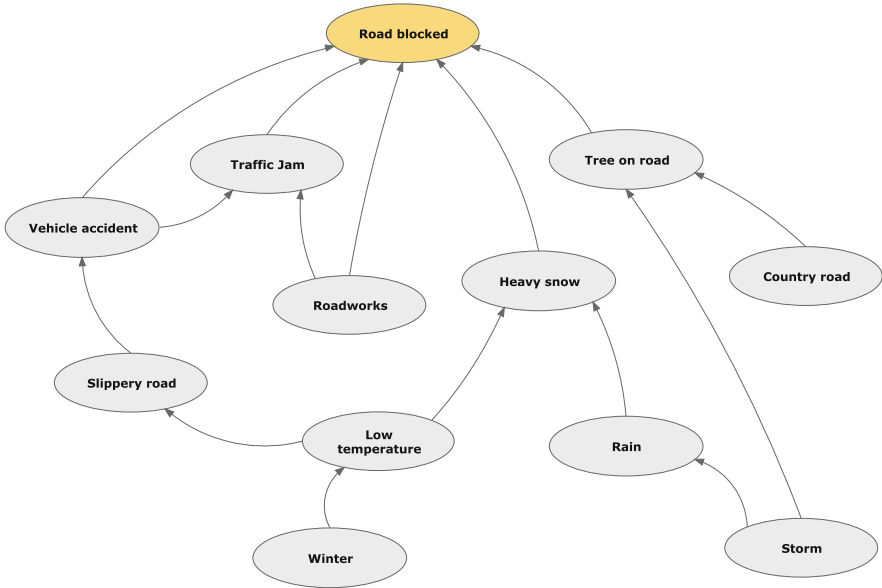 Road blocked
Traffic Jam
Tree on road
Vehicle accident
Country road
Heavy snow
Roadworks
Slippery road
Low
temperature
Rain
Storm
Winter